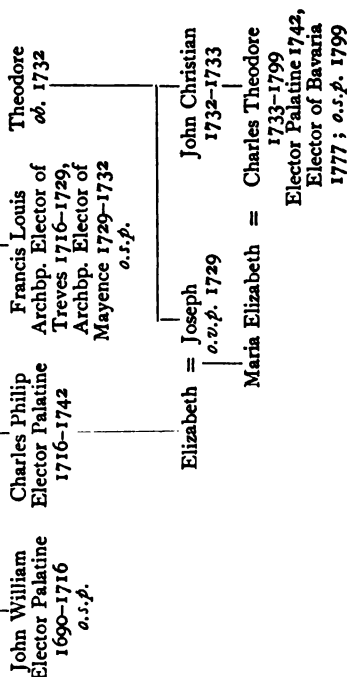 John William
Elector Palatine
1690–1716
o.s.p.
Charles Philip
Elector Palatine
1716–1742
Francis Louis
Archbp. Elector of
Treves 1716–1729,
Archbp. Elector of
Mayence 1729–1732
o.s.p.
Theodore
ob. 1732
Elizabeth = Joseph
o.v.p. 1729
John Christian
1732–1733
Maria Elizabeth = Charles Theodore
1733–1799
Elector Palatine 1742,
Elector of Bavaria
1777; o.s.p. 1799